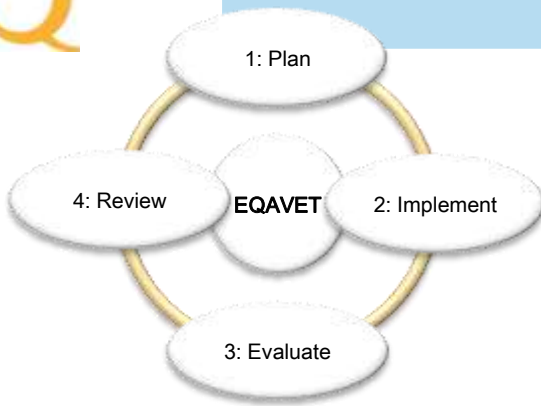 Q
1: Plan
4: Review
EQAVET
2: Implement
3: Evaluate